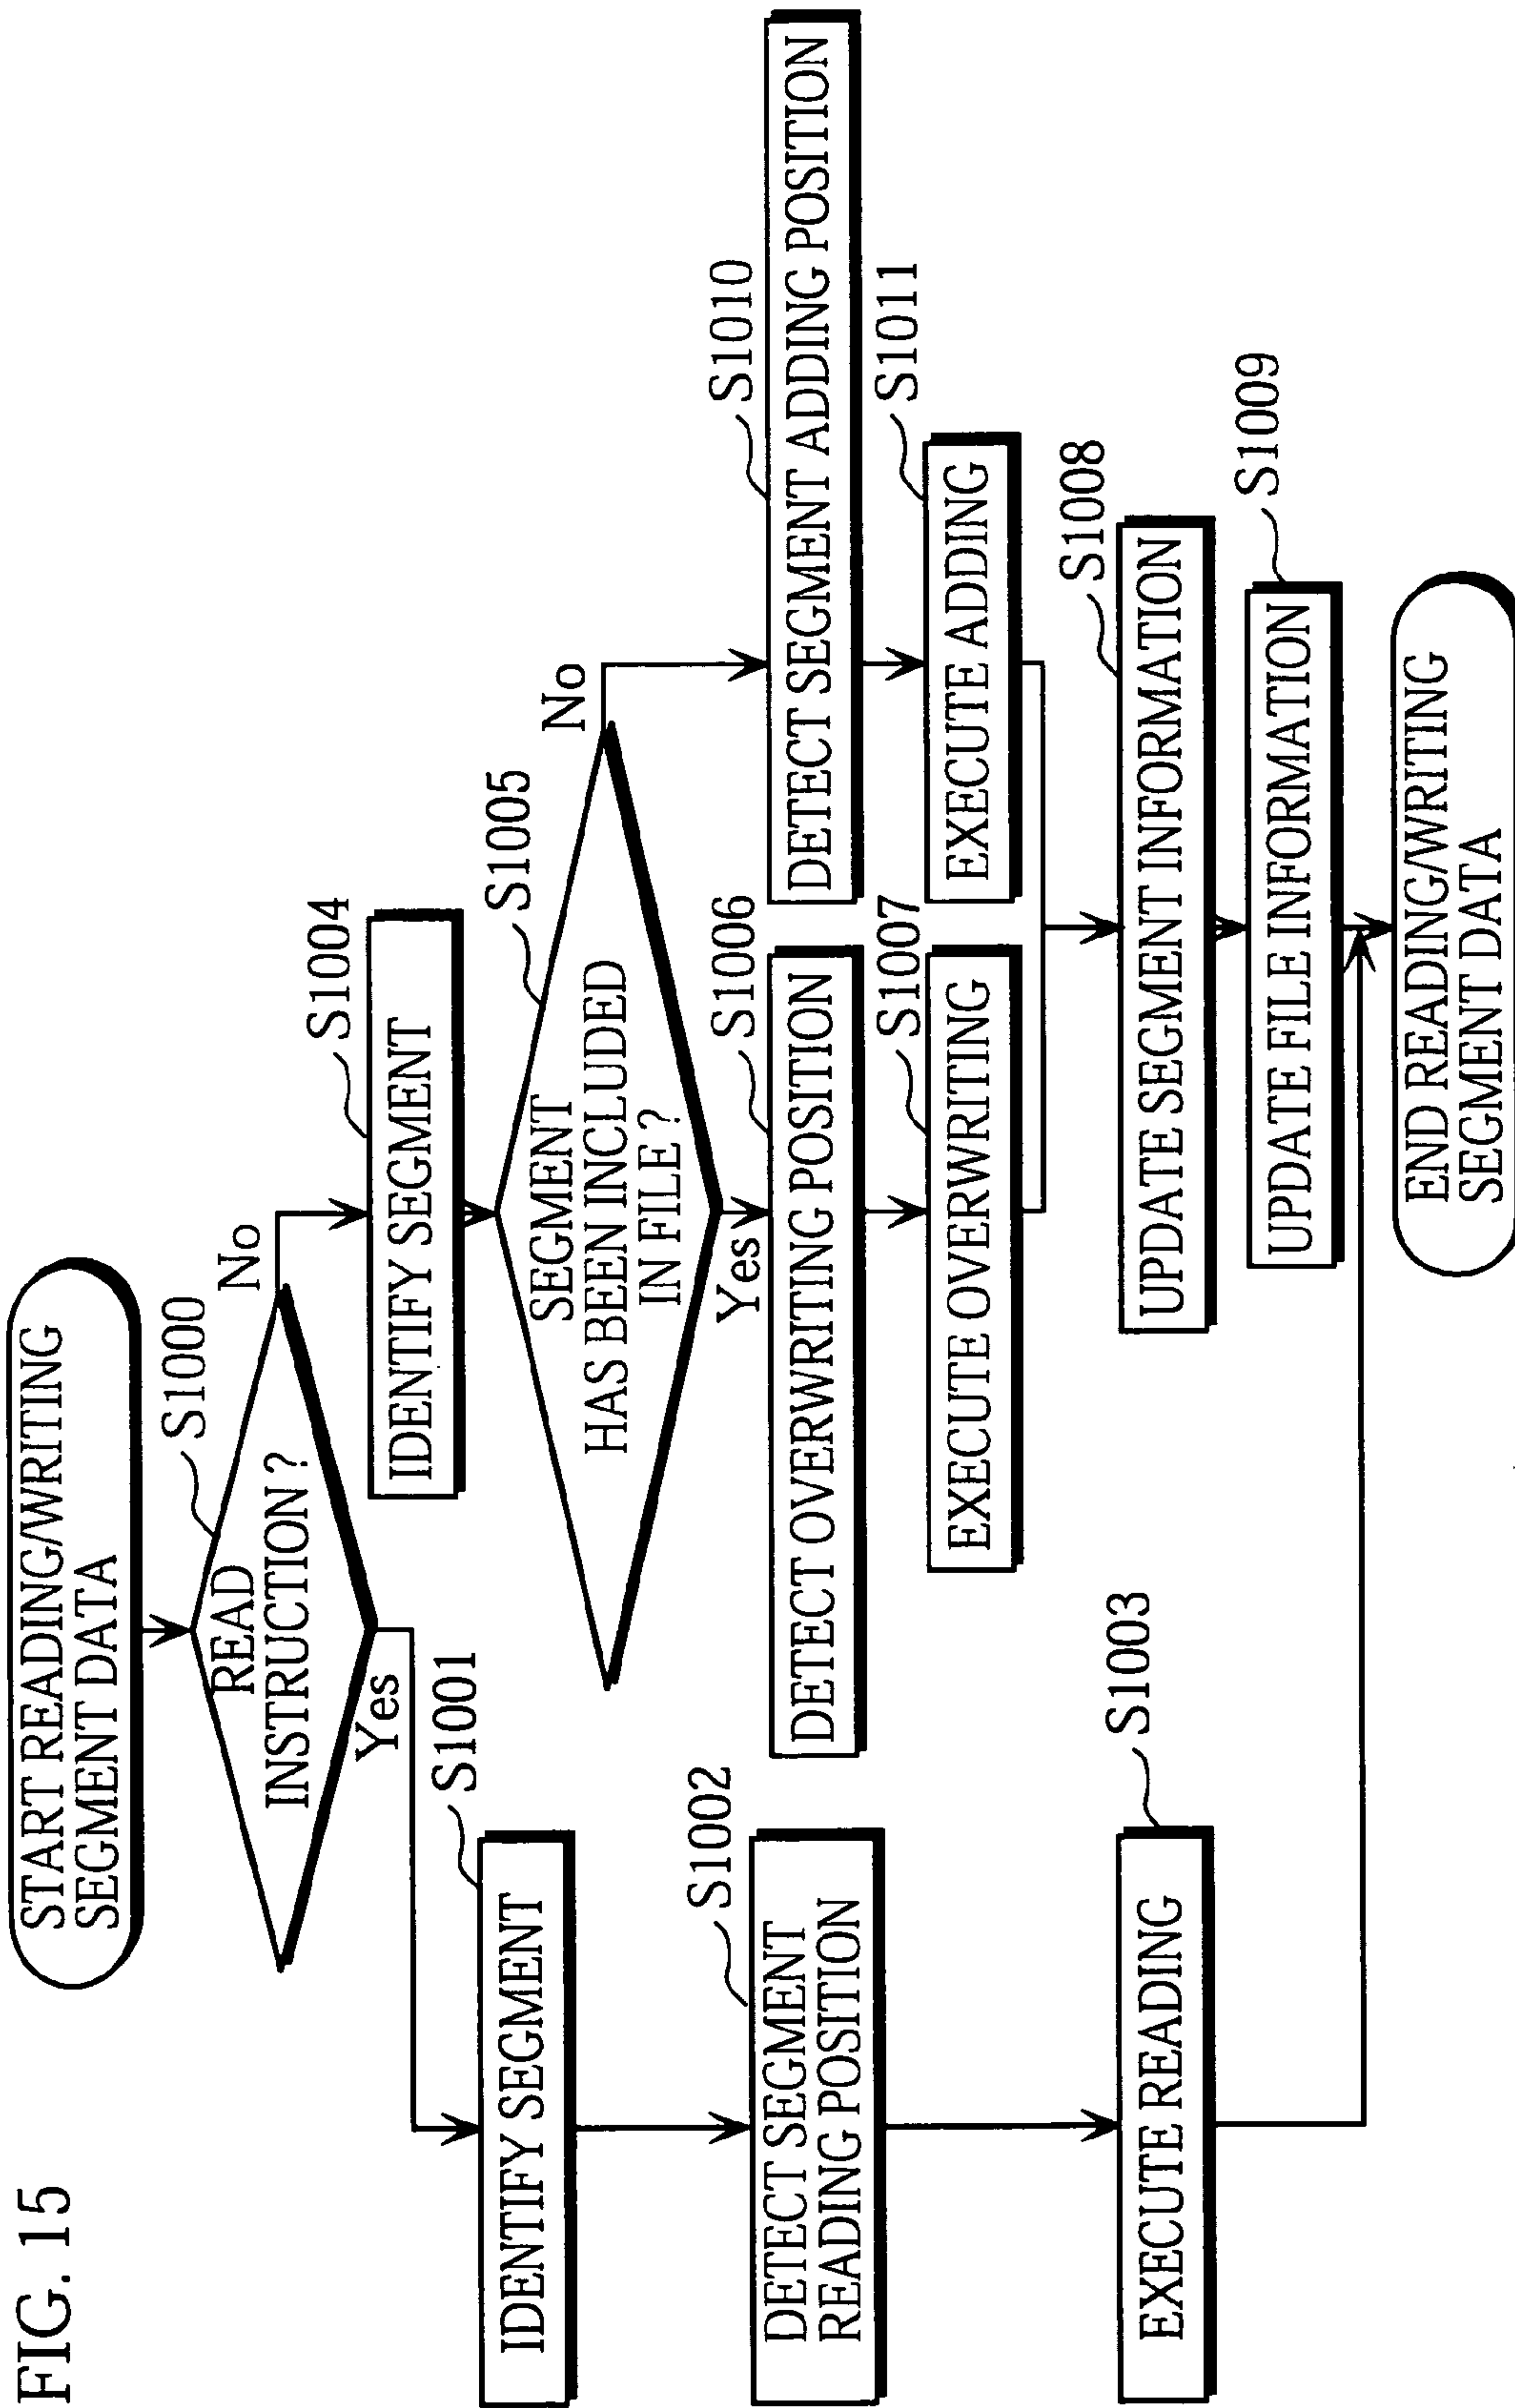 FIG. 15
START READING/WRITING
SEGMENT DATA
S1000
READ
INSTRUCTION ?
No
Yes
S1001
IDENTIFY SEGMENT
S1002
DETECT SEGMENT
READING POSITION
S1003
EXECUTE READING
S1004
IDENTIFY SEGMENT
S1005
SEGMENT
HAS BEEN INCLUDED
IN FILE ?
No
Yes
S1006
DETECT OVERWRITING POSITION
S1007
EXECUTE OVERWRITING
S1010
DETECT SEGMENT ADDING POSITION
S1011
EXECUTE ADDING
S1008
UPDATE SEGMENT INFORMATION
S1009
UPDATE FILE INFORMATION
END READING/WRITING
SEGMENT DATA